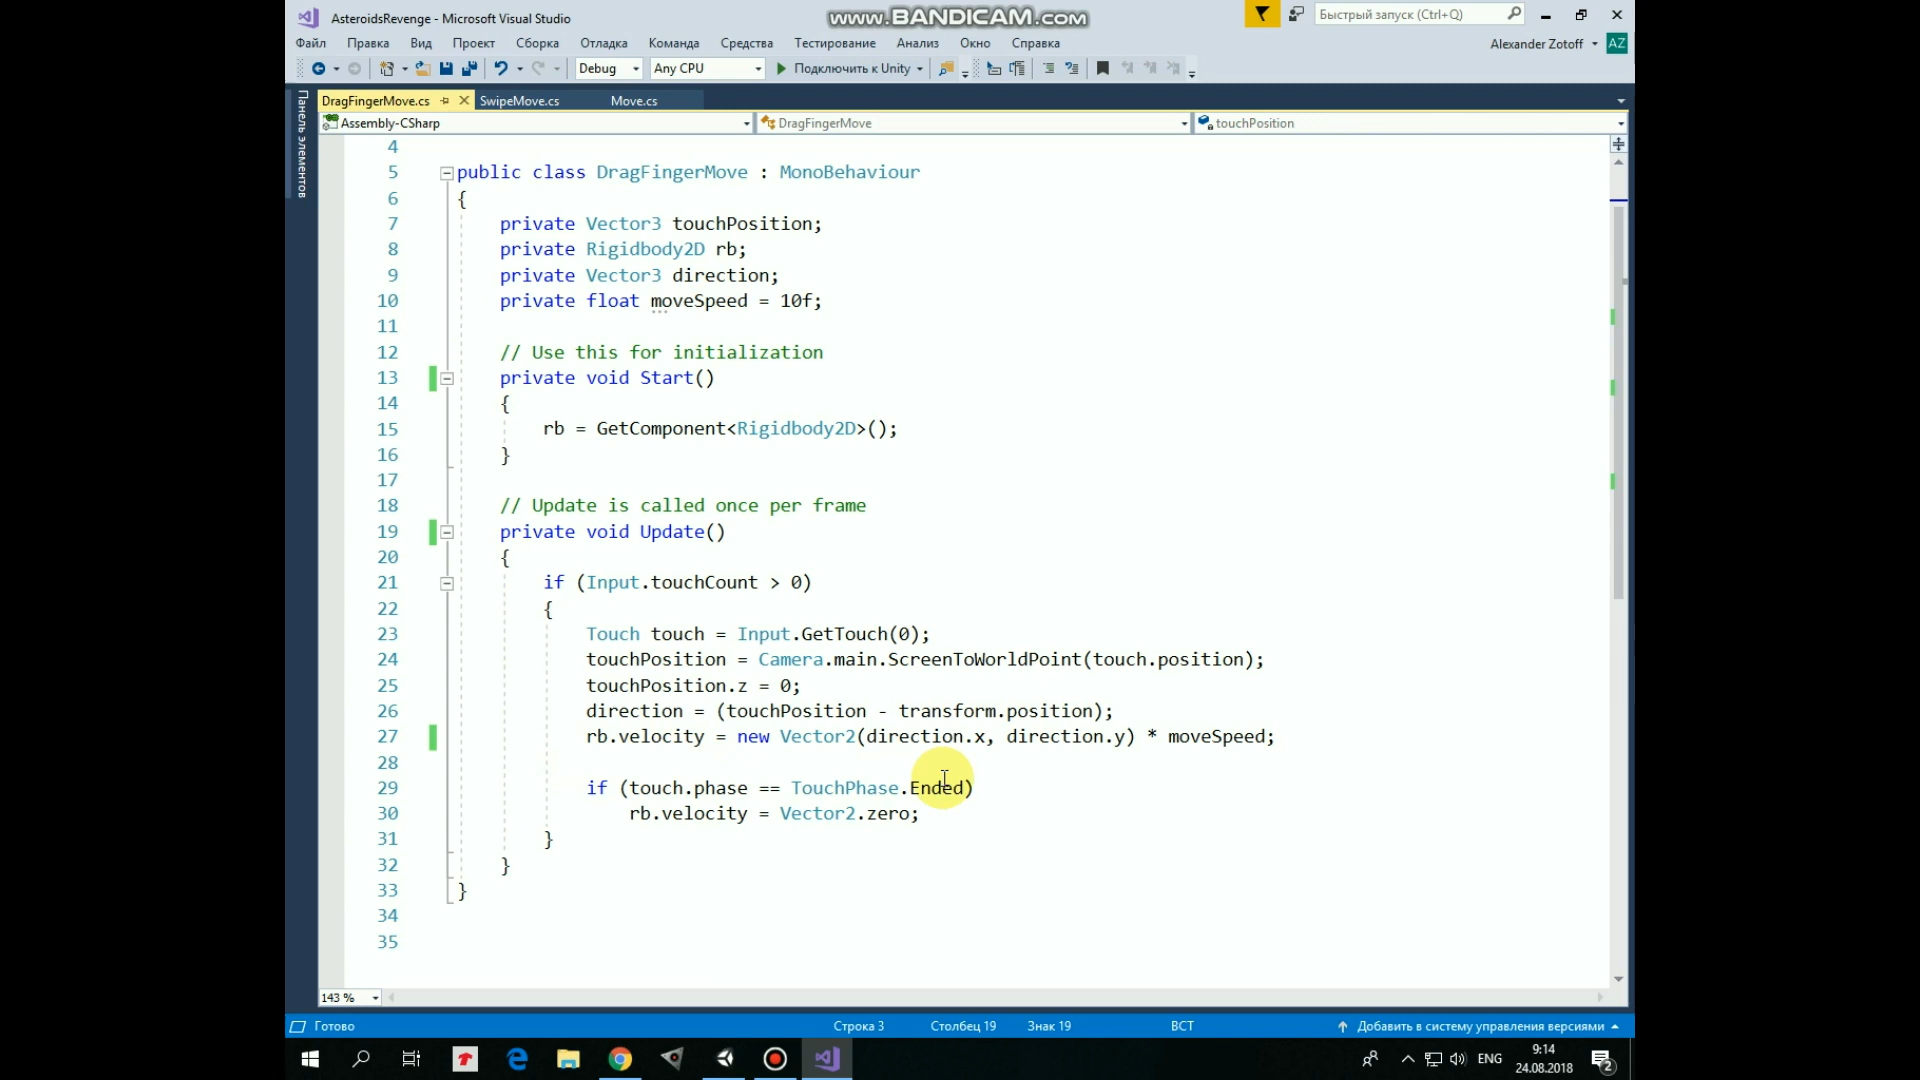 AsteroidsRevenge - Microsoft Visual Studio
www.BANDICAM.com
Быстрый запуск (Ctrl+Q)
Файл Правка Вид Проект Сборка Отладка Команда Средства Тестирование Анализ Окно Справка
Alexander Zotoff AZ
Debug Any CPU Подключить к Unity
Панель элементов
DragFingerMove.cs SwipeMove.cs Move.cs
Assembly-CSharp DragFingerMove touchPosition
4
5 public class DragFingerMove : MonoBehaviour
6 {
7 private Vector3 touchPosition;
8 private Rigidbody2D rb;
9 private Vector3 direction;
10 private float moveSpeed = 10f;
11
12 // Use this for initialization
13 private void Start()
14 {
15 rb = GetComponent<Rigidbody2D>();
16 }
17
18 // Update is called once per frame
19 private void Update()
20 {
21 if (Input.touchCount > 0)
22 {
23 Touch touch = Input.GetTouch(0);
24 touchPosition = Camera.main.ScreenToWorldPoint(touch.position);
25 touchPosition.z = 0;
26 direction = (touchPosition - transform.position);
27 rb.velocity = new Vector2(direction.x, direction.y) * moveSpeed;
28
29 if (touch.phase == TouchPhase.Ended)
30 rb.velocity = Vector2.zero;
31 }
32 }
33 }
34
35
143 %
Готово Строка 3 Столбец 19 Знак 19 ВСТ Добавить в систему управления версиями
ENG
9:14
24.08.2018
2